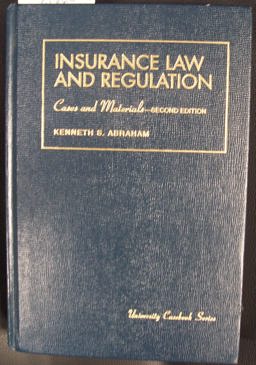 INSURANCE LAW
AND REGULATION
Cases and Materials—SECOND EDITION
KENNETH S. ABRAHAM
University Casebook Series